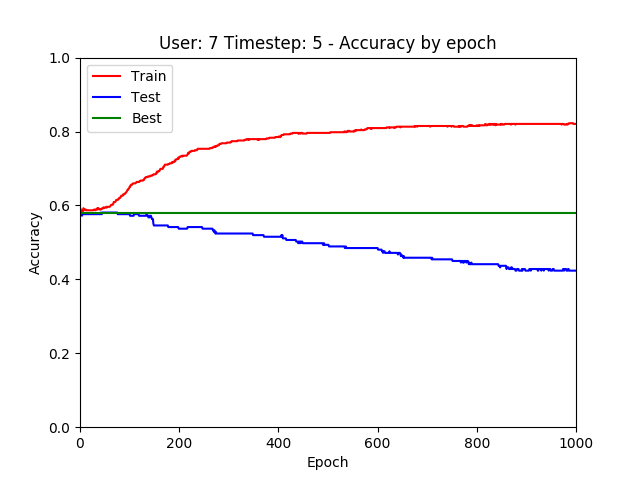 User: 7 Timestep: 5 - Accuracy by epoch
1.0
Train
Test
Best
0.8
0.6
Accuracy
0.4
0.2
0.0
0 200 400 600 800 1000
Epoch